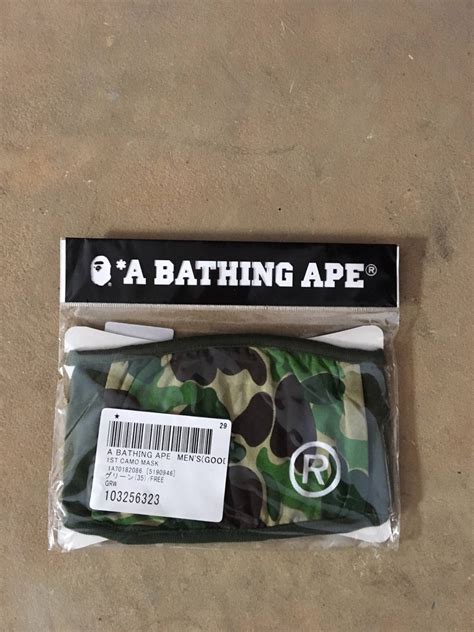 *A BATHING APE®
★
29
A BATHING APE MEN'S(GOOD
1ST CAMO MASK
1A70182086 [5190946]
グリーン(35)/FREE
GRW
103256323
®